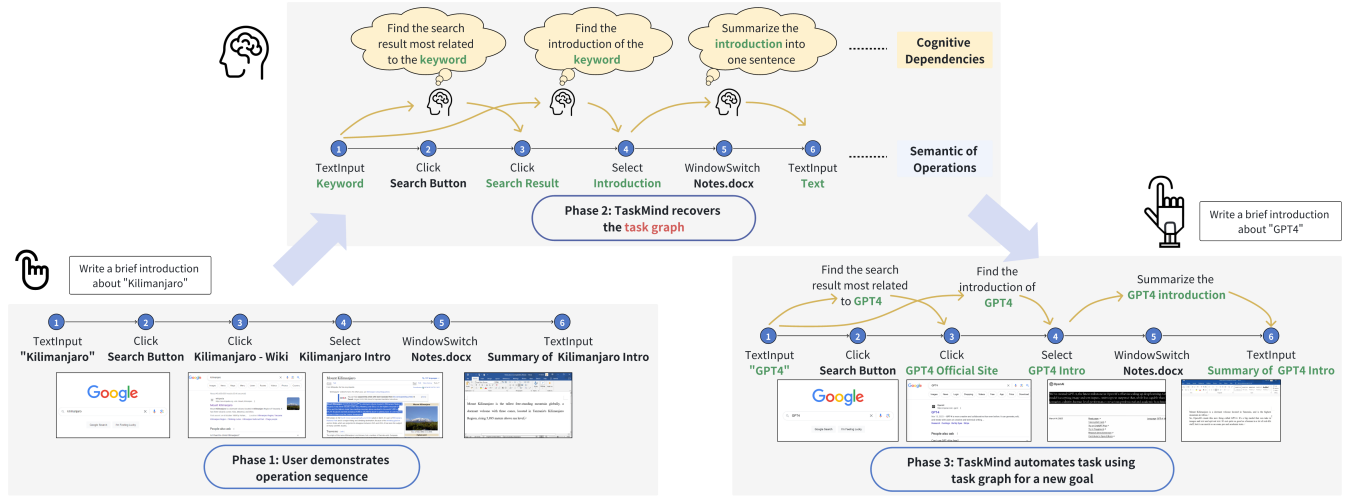 Find the search
result most related
to the keyword
Find the
introduction of the
keyword
Summarize the
introduction into
one sentence
Cognitive
Dependencies
1
2
3
4
5
6
TextInput
Keyword
Click
Search Button
Click
Search Result
Select
Introduction
WindowSwitch
Notes.docx
TextInput
Text
Semantic of
Operations
Phase 2: TaskMind recovers
the task graph
Write a brief introduction
about "Kilimanjaro"
1
2
3
4
5
6
TextInput
"Kilimanjaro"
Click
Search Button
Click
Kilimanjaro - Wiki
Select
Kilimanjaro Intro
WindowSwitch
Notes.docx
TextInput
Summary of Kilimanjaro Intro
Google
Phase 1: User demonstrates
operation sequence
Write a brief introduction
about "GPT4"
Find the search
result most related
to GPT4
Find the
introduction of
GPT4
Summarize the
GPT4 introduction
1
2
3
4
5
6
TextInput
"GPT4"
Click
Search Button
Click
GPT4 Official Site
Select
GPT4 Intro
WindowSwitch
Notes.docx
TextInput
Summary of GPT4 Intro
Google
Phase 3: TaskMind automates task using
task graph for a new goal